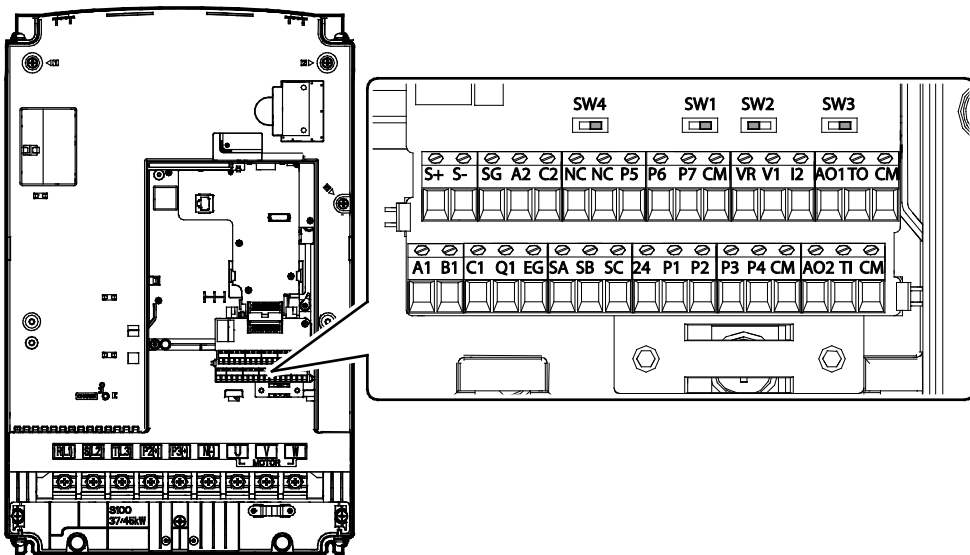 SW4 SW1 SW2 SW3
S+ S- SG A2 C2 NC NC P5 P6 P7 CM VR V1 I2 AO1 TO CM
A1 B1 C1 Q1 EG SA SB SC 24 P1 P2 P3 P4 CM AO2 TI CM
R(L1) S(L2) T(L3) P2(+) P3(+) N(-) U V W
MOTOR
S100
37/45kW